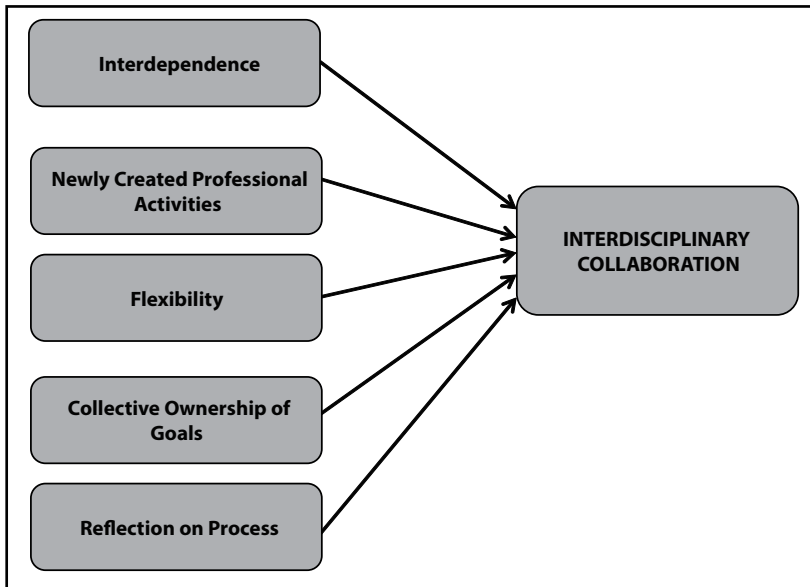 Interdependence
Newly Created Professional
Activities
Flexibility
Collective Ownership of
Goals
Reflection on Process
INTERDISCIPLINARY
COLLABORATION